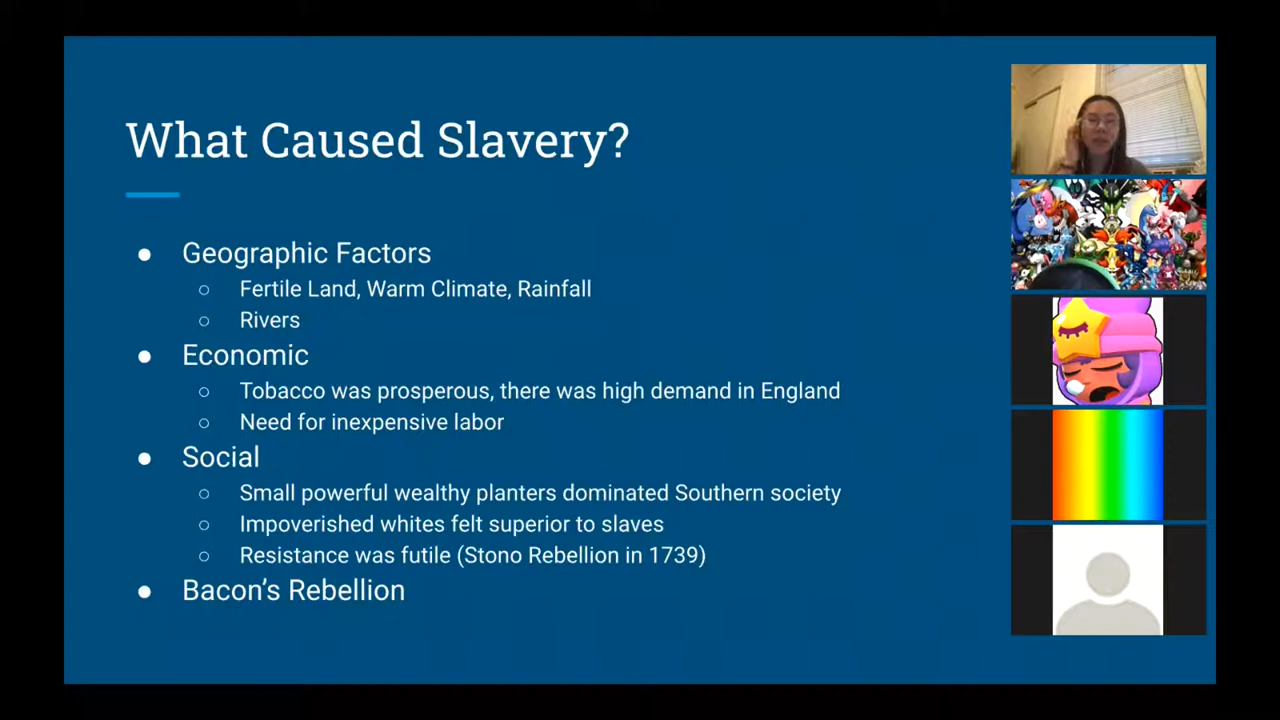 What Caused Slavery?
● Geographic Factors
○ Fertile Land, Warm Climate, Rainfall
○ Rivers
● Economic
○ Tobacco was prosperous, there was high demand in England
○ Need for inexpensive labor
● Social
○ Small powerful wealthy planters dominated Southern society
○ Impoverished whites felt superior to slaves
○ Resistance was futile (Stono Rebellion in 1739)
● Bacon’s Rebellion